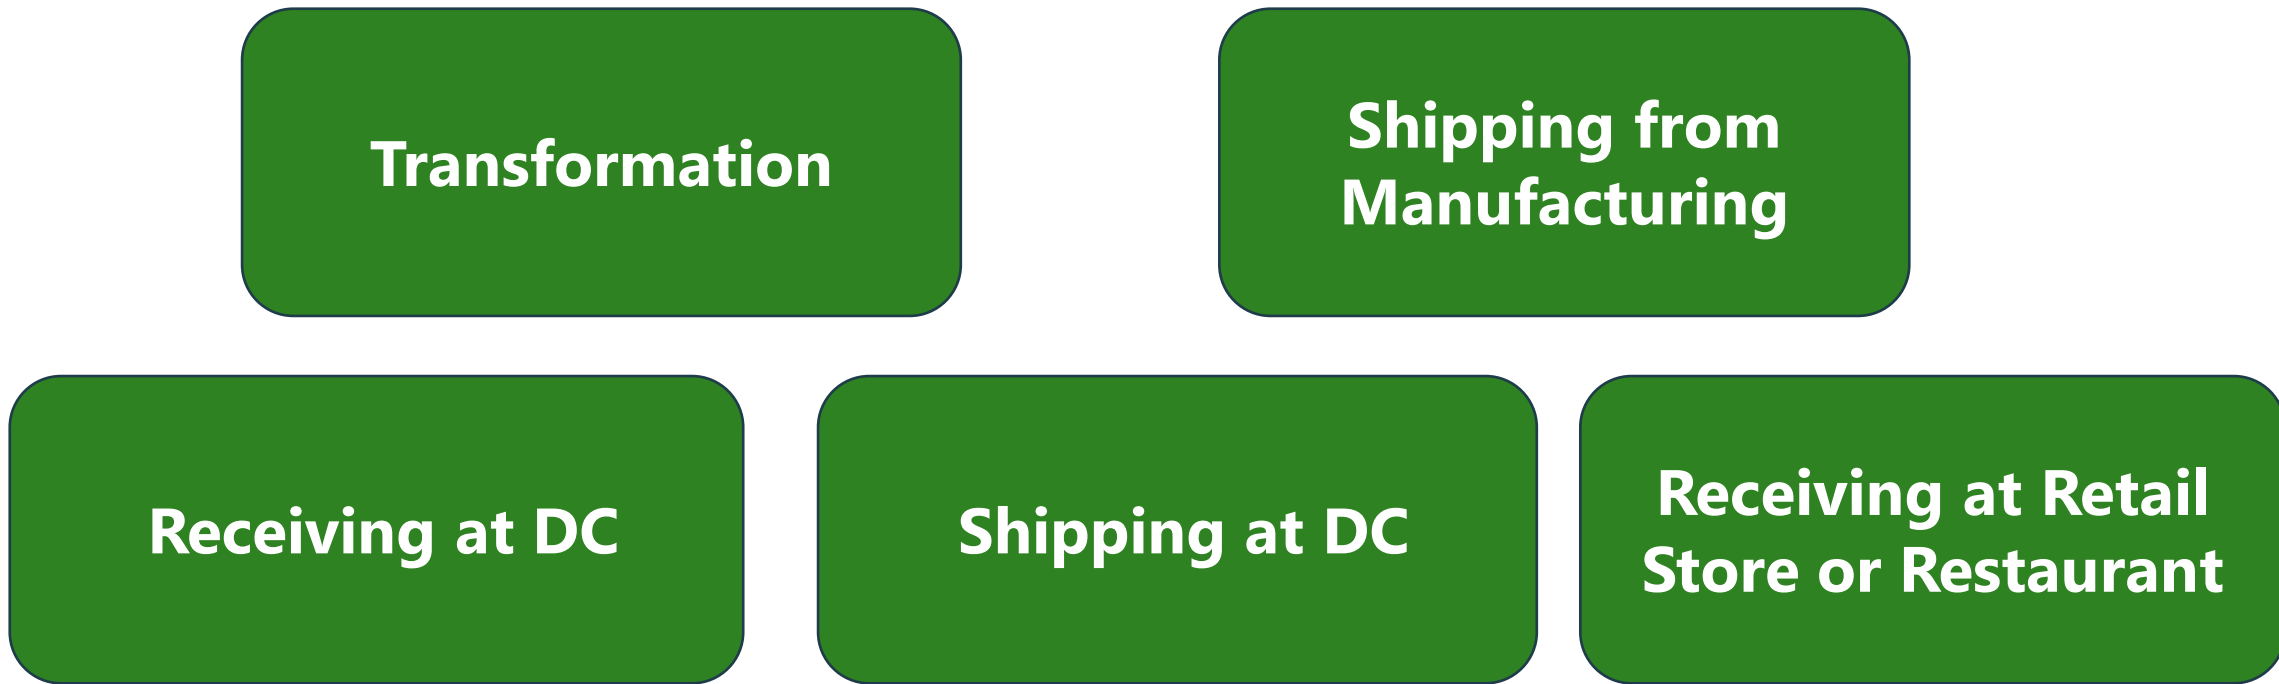 Transformation
Shipping from
Manufacturing
Receiving at DC
Shipping at DC
Receiving at Retail
Store or Restaurant